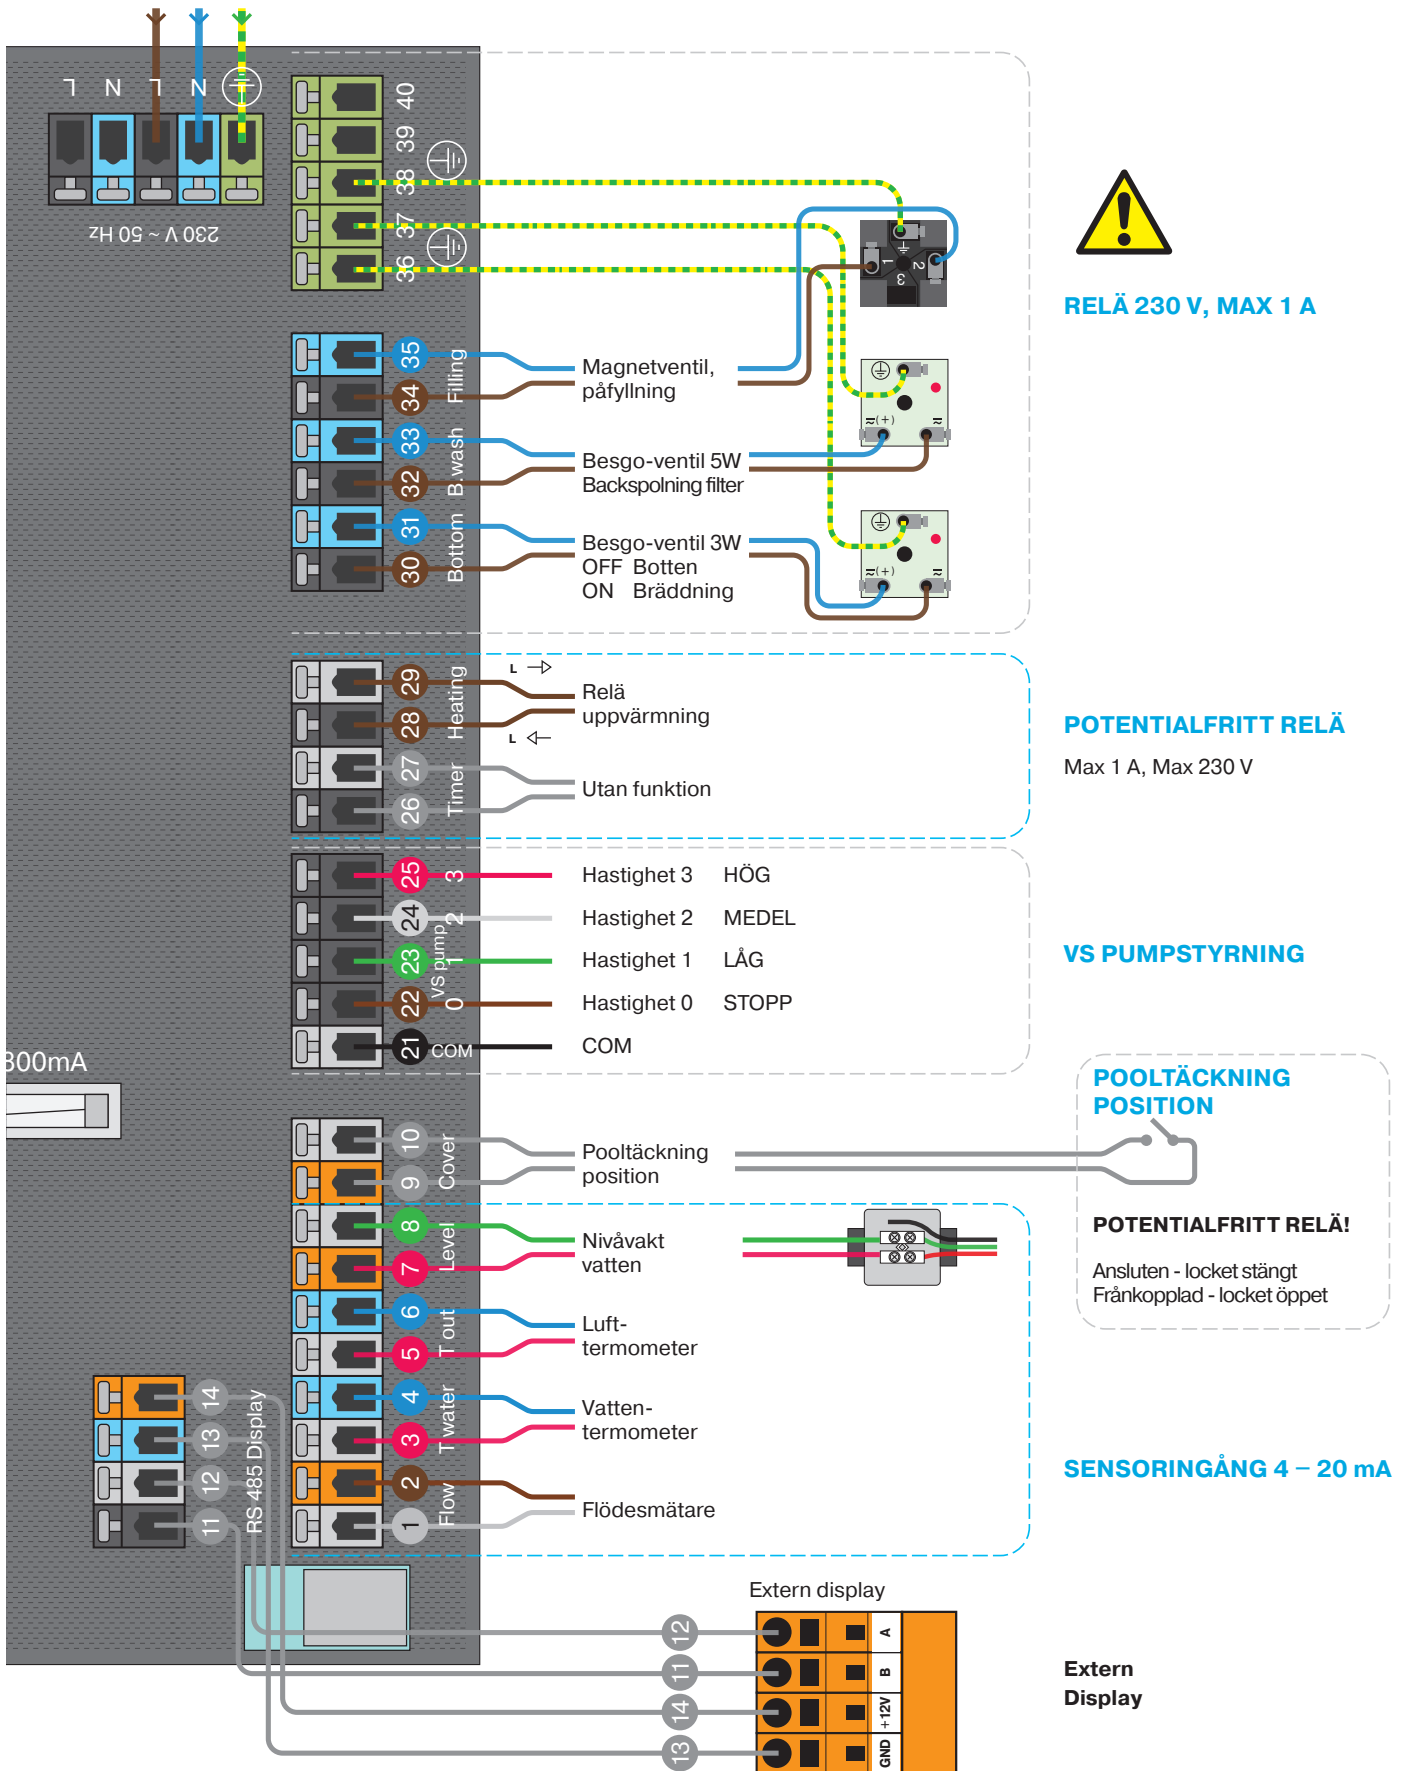 L N L N
230 V ~ 50 Hz
40
39
38
37
36
1 2 3
RELÄ 230 V, MAX 1 A
35
34
Filling
Magnetventil,
påfyllning
33
32
B.wash
Besgo-ventil 5W
Backspolning filter
≂(+) ≂
31
30
Bottom
Besgo-ventil 3W
OFF Botten
ON Bräddning
≂(+) ≂
29
28
Heating
L
L
Relä
uppvärmning
27
26
Timer
Utan funktion
POTENTIALFRITT RELÄ
Max 1 A, Max 230 V
25 3 Hastighet 3 HÖG
24 2 Hastighet 2 MEDEL
23 1 Hastighet 1 LÅG
22 0 Hastighet 0 STOPP
21 COM COM
VS pump
VS PUMPSTYRNING
300mA
10
9
Cover
Pooltäckning
position
POOLTÄCKNING
POSITION
POTENTIALFRITT RELÄ!
Ansluten - locket stängt
Frånkopplad - locket öppet
8
7
Level
Nivåvakt
vatten
6
5
T out
Luft-
termometer
4
3
T water
Vatten-
termometer
2
1
Flow
Flödesmätare
SENSORINGÅNG 4 – 20 mA
14
13
12
11
RS 485 Display
Extern display
12 A
11 B
14 +12V
13 GND
Extern
Display